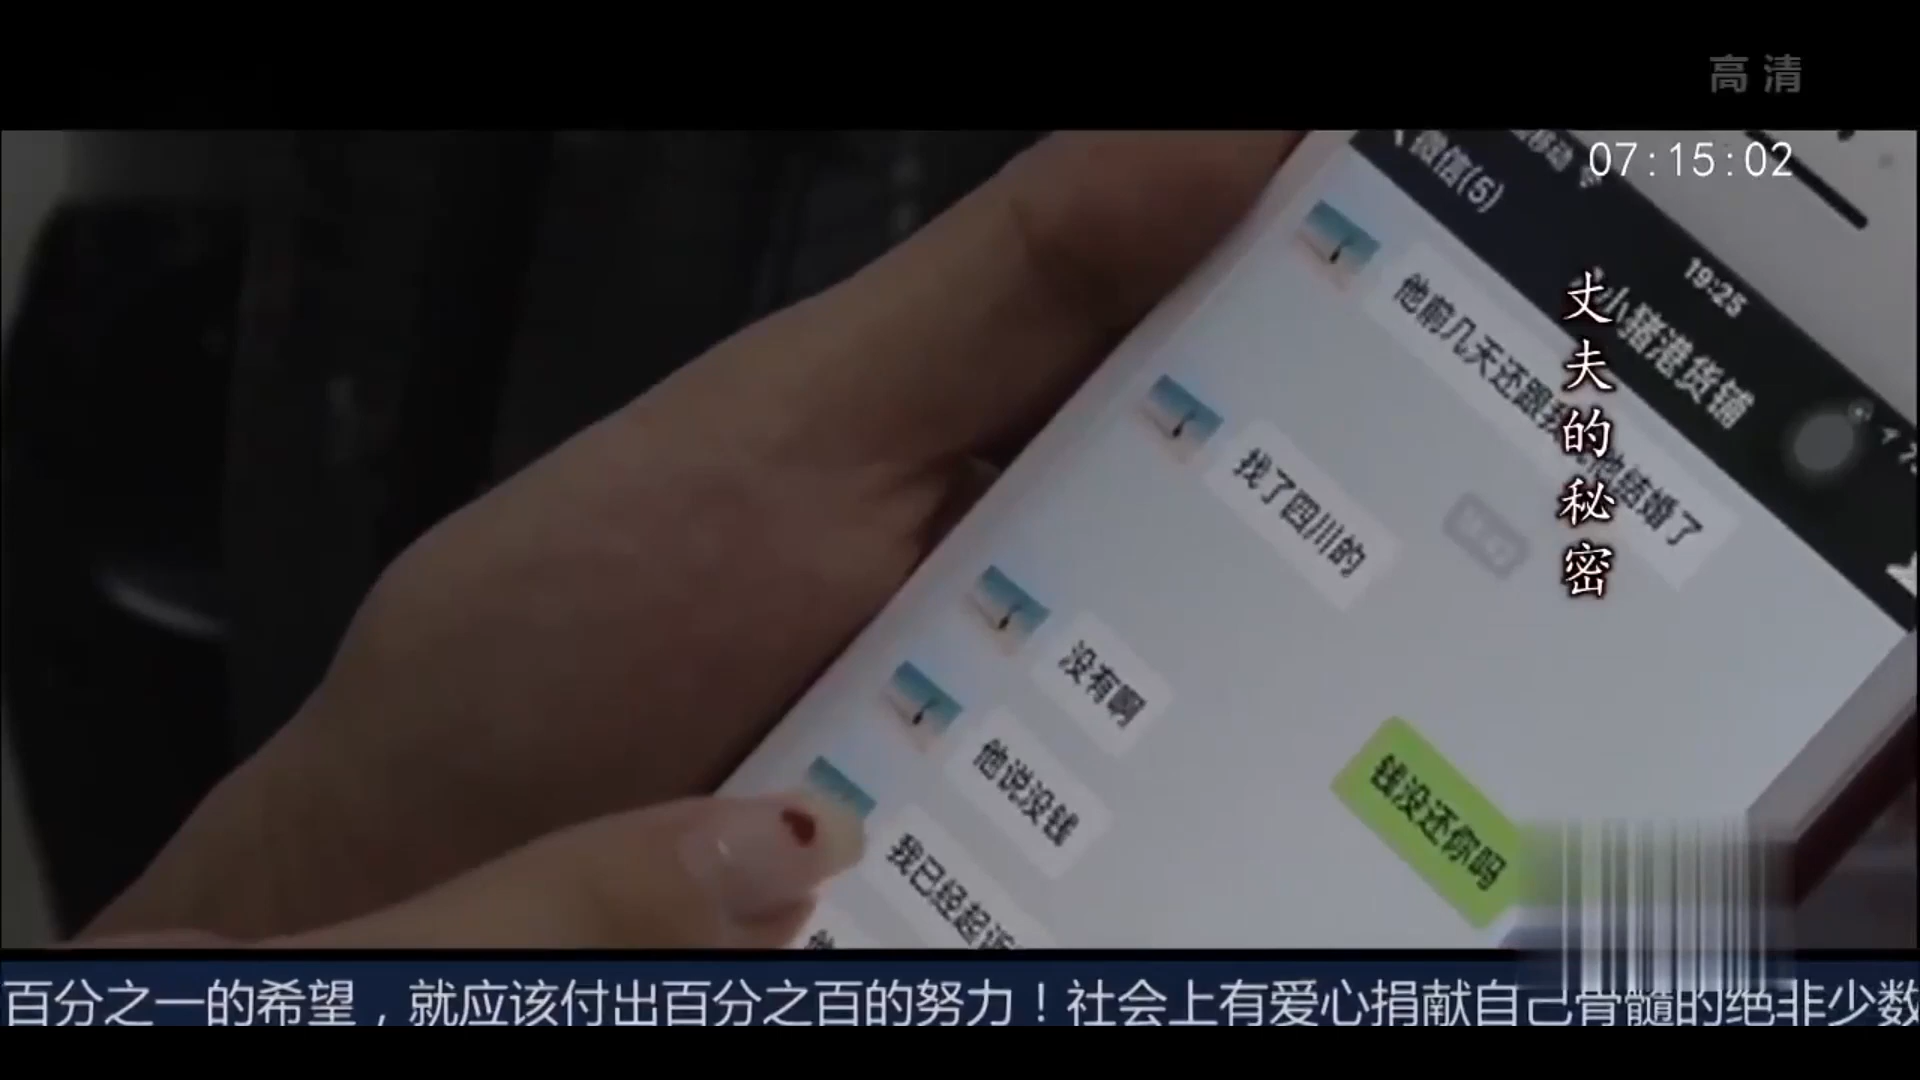 高清
07:15:02
微信(5)
19:25
小猪港货铺
丈夫的秘密
他前几天还跟我 他结婚了
找了四川的
没有啊
他说没钱
钱没还你吗
我已经起诉
他
百分之一的希望，就应该付出百分之百的努力！社会上有爱心捐献自己骨髓的绝非少数